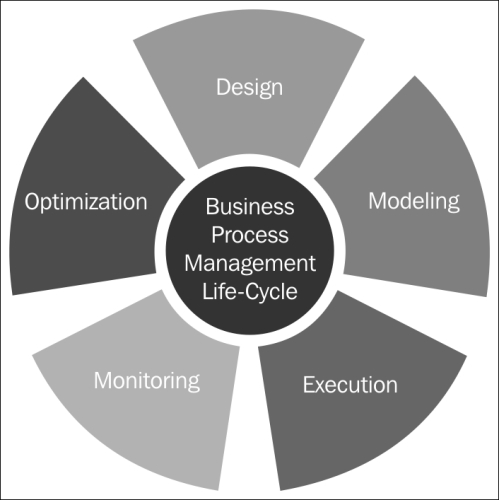 Design
Modeling
Execution
Monitoring
Optimization
Business
Process
Management
Life-Cycle